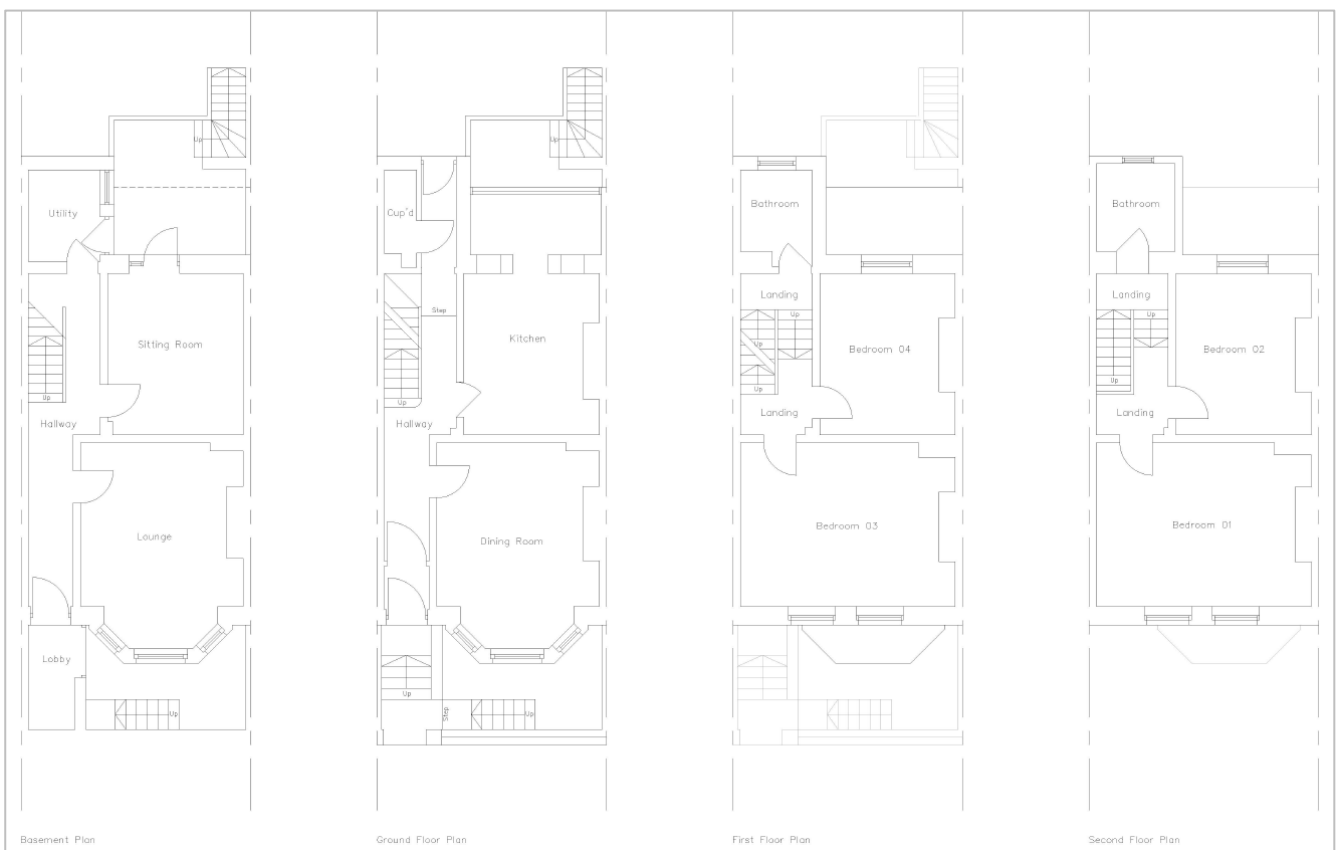 Up
Utility
Sitting Room
Up
Hallway
Lounge
Lobby
Up
Basement Plan
Up
Cup'd
Step
Kitchen
Up
Hallway
Dining Room
Up
Step
Up
Ground Floor Plan
Bathroom
Landing
Up
Up
Bedroom 04
Up
Landing
Bedroom 03
First Floor Plan
Bathroom
Landing
Up
Bedroom 02
Up
Landing
Bedroom 01
Second Floor Plan